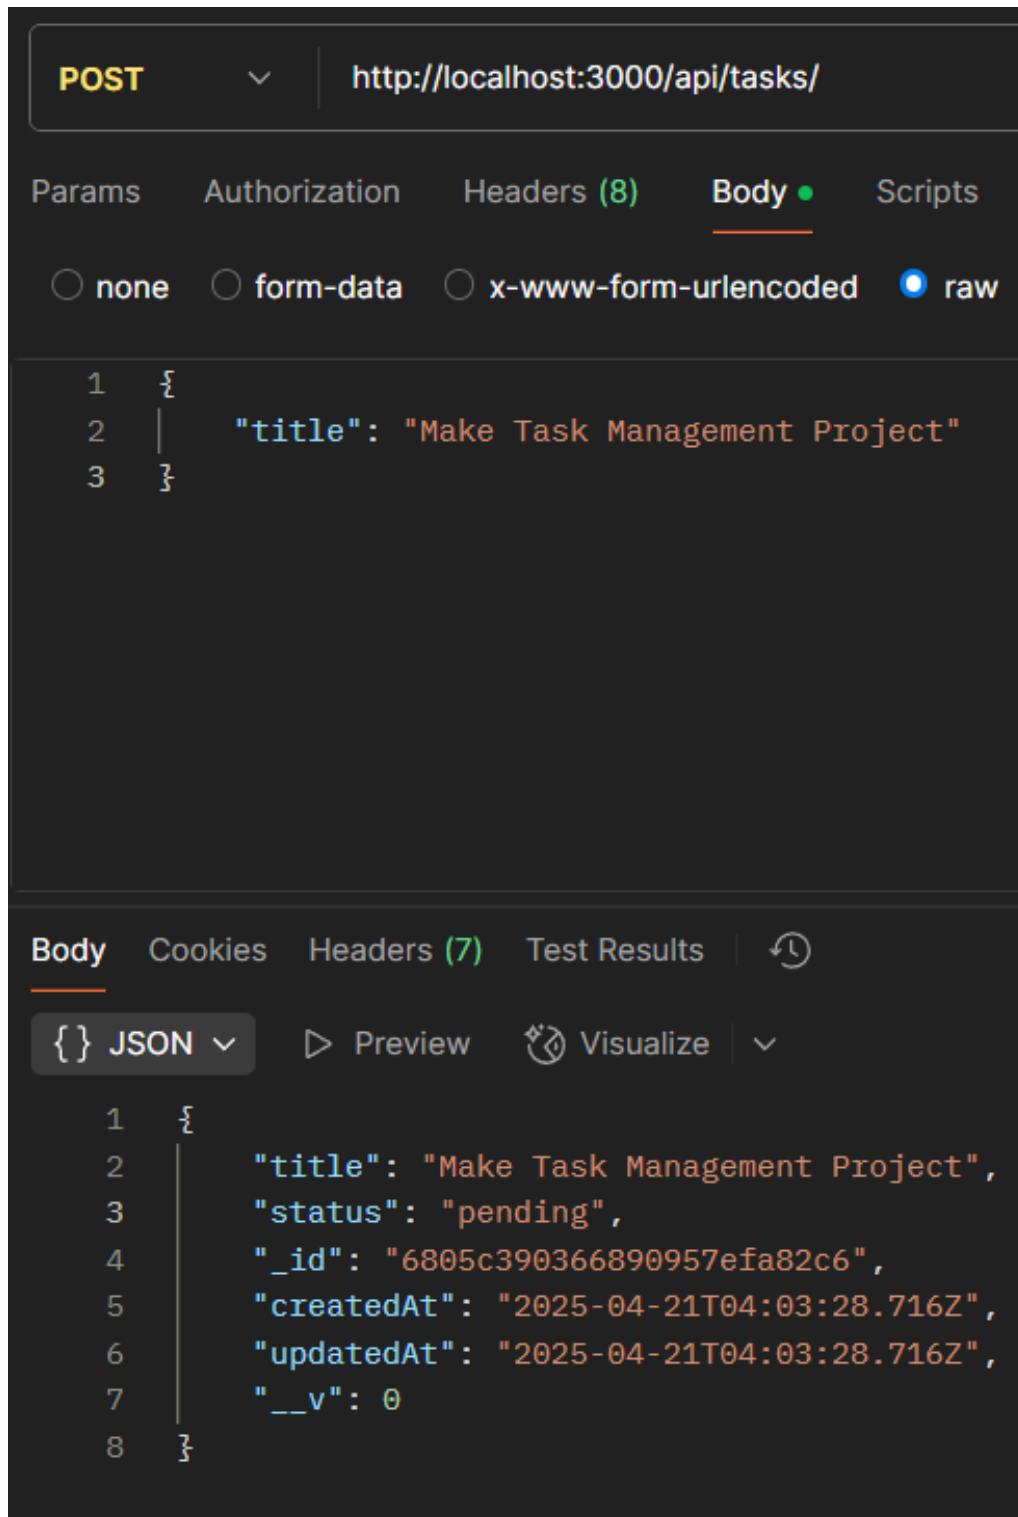 POST http://localhost:3000/api/tasks/
Params Authorization Headers (8) Body Scripts
none form-data x-www-form-urlencoded raw
1 {
2 "title": "Make Task Management Project"
3 }
Body Cookies Headers (7) Test Results
{} JSON Preview Visualize
1 {
2 "title": "Make Task Management Project",
3 "status": "pending",
4 "_id": "6805c390366890957efa82c6",
5 "createdAt": "2025-04-21T04:03:28.716Z",
6 "updatedAt": "2025-04-21T04:03:28.716Z",
7 "__v": 0
8 }